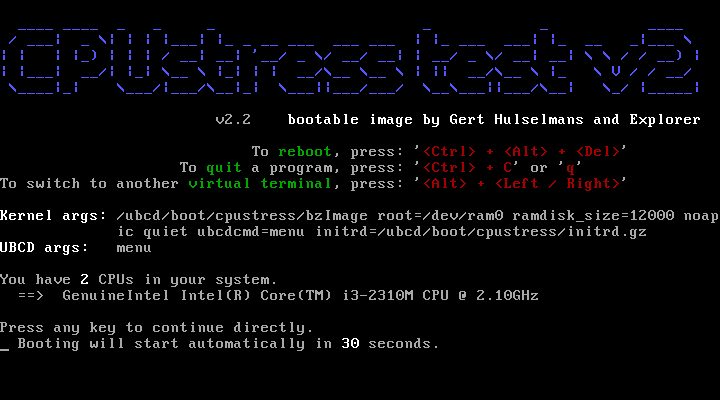 CPUstress test v2
v2.2 bootable image by Gert Hulselmans and Explorer
To reboot, press: '<Ctrl> + <Alt> + <Del>'
To quit a program, press: '<Ctrl> + C' or 'q'
To switch to another virtual terminal, press: '<Alt> + <Left / Right>'
Kernel args: /ubcd/boot/cpustress/bzImage root=/dev/ram0 ramdisk_size=12000 noap
ic quiet ubcdcmd=menu initrd=/ubcd/boot/cpustress/initrd.gz
UBCD args: menu
You have 2 CPUs in your system.
==> GenuineIntel Intel(R) Core(TM) i3-2310M CPU @ 2.10GHz
Press any key to continue directly.
_ Booting will start automatically in 30 seconds.